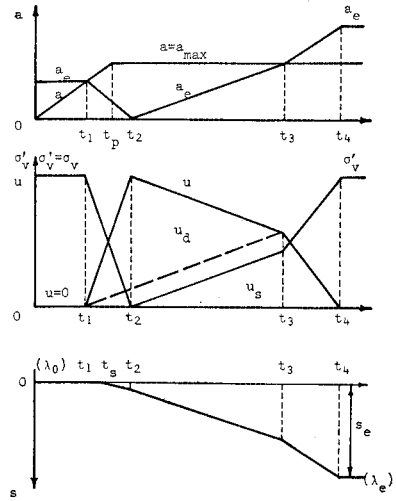 a
a_e
a=a_max
a_e
a_e
a
0
t_1
t_p
t_2
t_3
t_4
σ'_v
u
σ'_v=σ_v
u
σ'_v
u_d
u=0
u_s
0
t_1
t_2
t_3
t_4
(λ_0)
t_1
t_s
t_2
t_3
t_4
0
s_e
(λ_e)
s